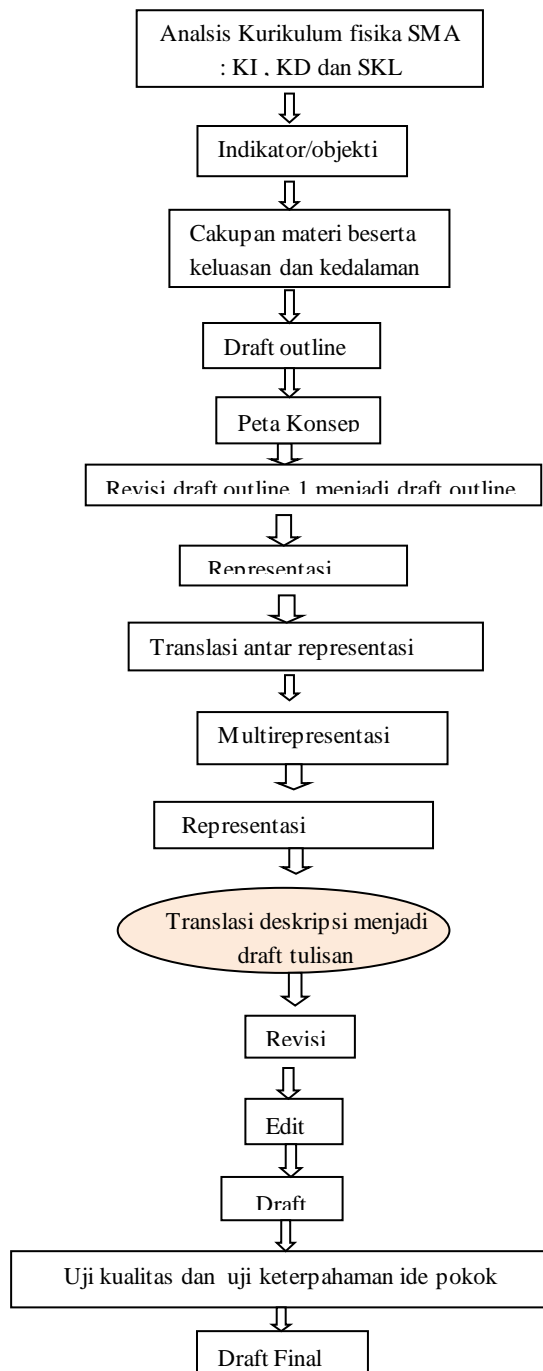 Analsis Kurikulum fisika SMA
: KI , KD dan SKL
Indikator/objekti
Cakupan materi beserta
keluasan dan kedalaman
Draft outline
Peta Konsep
Revisi draft outline 1 menjadi draft outline
Representasi
Translasi antar representasi
Multirepresentasi
Representasi
Translasi deskripsi menjadi
draft tulisan
Revisi
Edit
Draft
Uji kualitas dan uji keterpahaman ide pokok
Draft Final